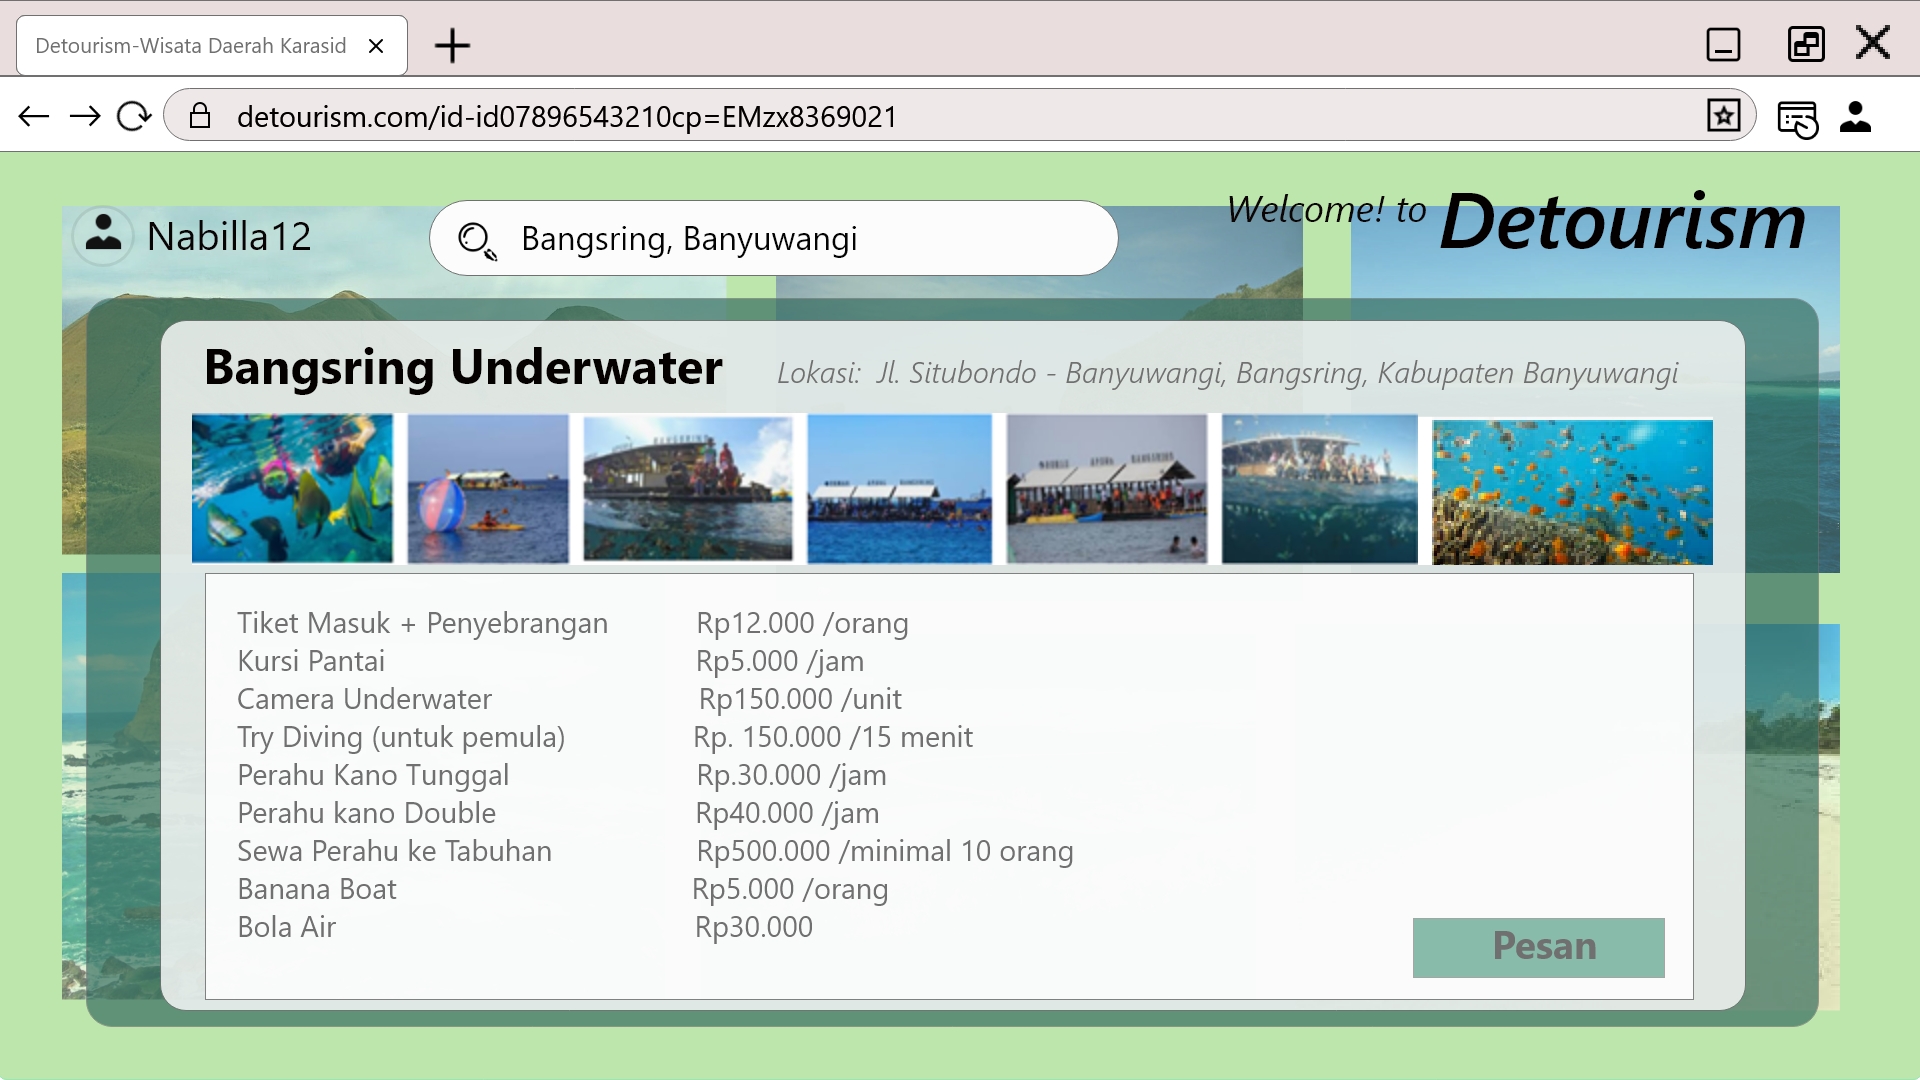 Detourism-Wisata Daerah Karasid
detourism.com/id-id07896543210cp=EMzx8369021
Nabilla12
Bangsring, Banyuwangi
Welcome! to Detourism
Bangsring Underwater
Lokasi: Jl. Situbondo - Banyuwangi, Bangsring, Kabupaten Banyuwangi
Tiket Masuk + Penyebrangan Rp12.000 /orang
Kursi Pantai Rp5.000 /jam
Camera Underwater Rp150.000 /unit
Try Diving (untuk pemula) Rp. 150.000 /15 menit
Perahu Kano Tunggal Rp.30.000 /jam
Perahu kano Double Rp40.000 /jam
Sewa Perahu ke Tabuhan Rp500.000 /minimal 10 orang
Banana Boat Rp5.000 /orang
Bola Air Rp30.000
Pesan